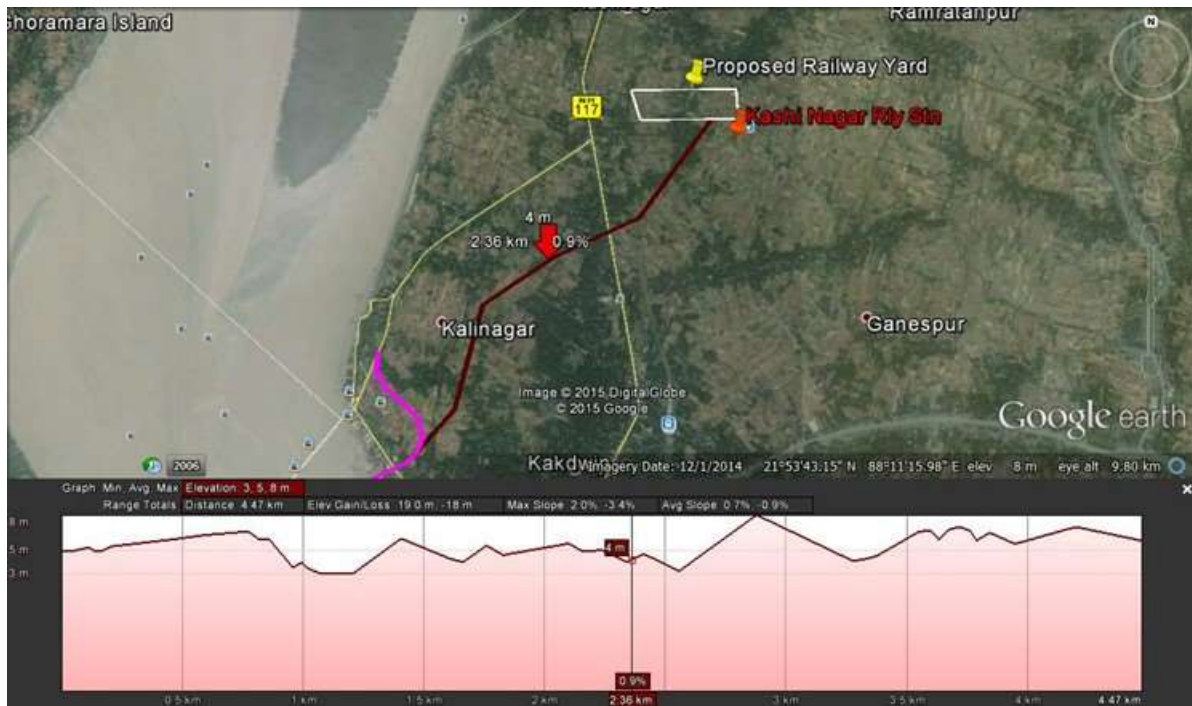 Ghoramara Island
Ramratanpur
N
Proposed Railway Yard
NH
117
Kashi Nagar Rly Stn
4 m
2.36 km 0.9%
Kalinagar
Ganespur
Image © 2015 DigitalGlobe
© 2015 Google
Google earth
2006
Kakdwip
Imagery Date: 12/1/2014 21°53'43.15" N 88°11'15.98" E elev 8 m eye alt 9.80 km
Graph: Min, Avg, Max Elevation: 3, 5, 8 m
Range Totals: Distance: 4.47 km Elev Gain/Loss: 19.0 m, -18 m Max Slope: 2.0%, -3.4% Avg Slope: 0.7%, -0.9%
8 m
5 m
3 m
4 m
0.9%
0.5 km 1 km 1.5 km 2 km 2.36 km 3 km 3.5 km 4 km 4.47 km